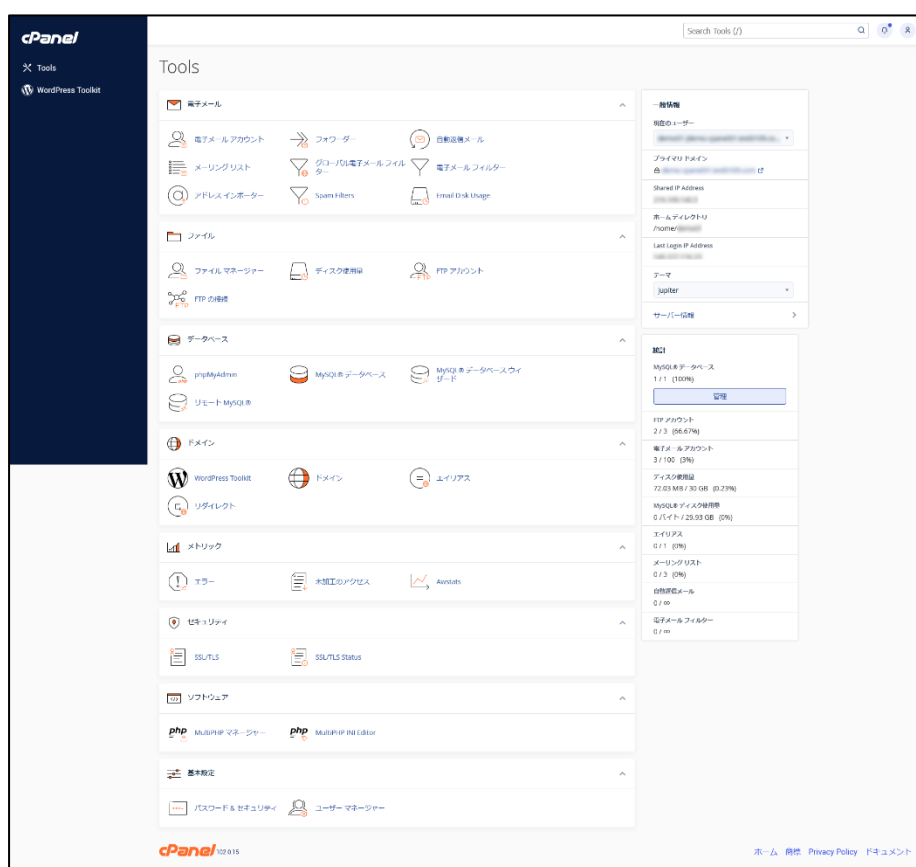 cPanel
Search Tools (/)
Tools
WordPress Toolkit
Tools
電子メール
電子メール アカウント
フォワーダー
自動返信メール
メーリング リスト
グローバル電子メール フィル
ター
電子メール フィルター
アドレス インポーター
Spam Filters
Email Disk Usage
ファイル
ファイル マネージャー
ディスク使用量
FTP アカウント
FTP の接続
データベース
phpMyAdmin
MySQL® データベース
MySQL® データベース ウィ
ザード
リモート MySQL®
ドメイン
WordPress Toolkit
ドメイン
エイリアス
リダイレクト
メトリック
エラー
未加工のアクセス
Awstats
セキュリティ
SSL/TLS
SSL/TLS Status
ソフトウェア
MultiPHP マネージャー
MultiPHP INI Editor
基本設定
パスワード & セキュリティ
ユーザー マネージャー
一般情報
現在のユーザー
プライマリ ドメイン
Shared IP Address
ホーム ディレクトリ
/home/
Last Login IP Address
テーマ
jupiter
サーバー情報
統計
MySQL® データベース
1 / 1 (100%)
管理
FTP アカウント
2 / 3 (66.67%)
電子メール アカウント
3 / 100 (3%)
ディスク使用量
72.03 MB / 30 GB (0.23%)
MySQL® ディスク使用量
0 バイト / 29.93 GB (0%)
エイリアス
0 / 1 (0%)
メーリング リスト
0 / 3 (0%)
自動返信メール
0 / ∞
電子メール フィルター
0 / ∞
cPanel 102.0.15
ホーム 商標 Privacy Policy ドキュメント